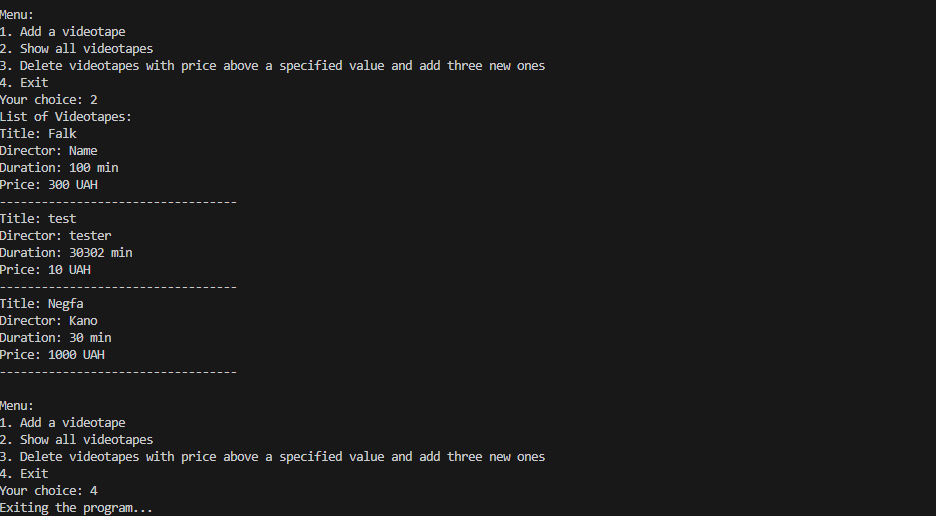 Menu:
1. Add a videotape
2. Show all videotapes
3. Delete videotapes with price above a specified value and add three new ones
4. Exit
Your choice: 2
List of Videotapes:
Title: Falk
Director: Name
Duration: 100 min
Price: 300 UAH
----------------------------------
Title: test
Director: tester
Duration: 30302 min
Price: 10 UAH
----------------------------------
Title: Negfa
Director: Kano
Duration: 30 min
Price: 1000 UAH
----------------------------------
Menu:
1. Add a videotape
2. Show all videotapes
3. Delete videotapes with price above a specified value and add three new ones
4. Exit
Your choice: 4
Exiting the program...